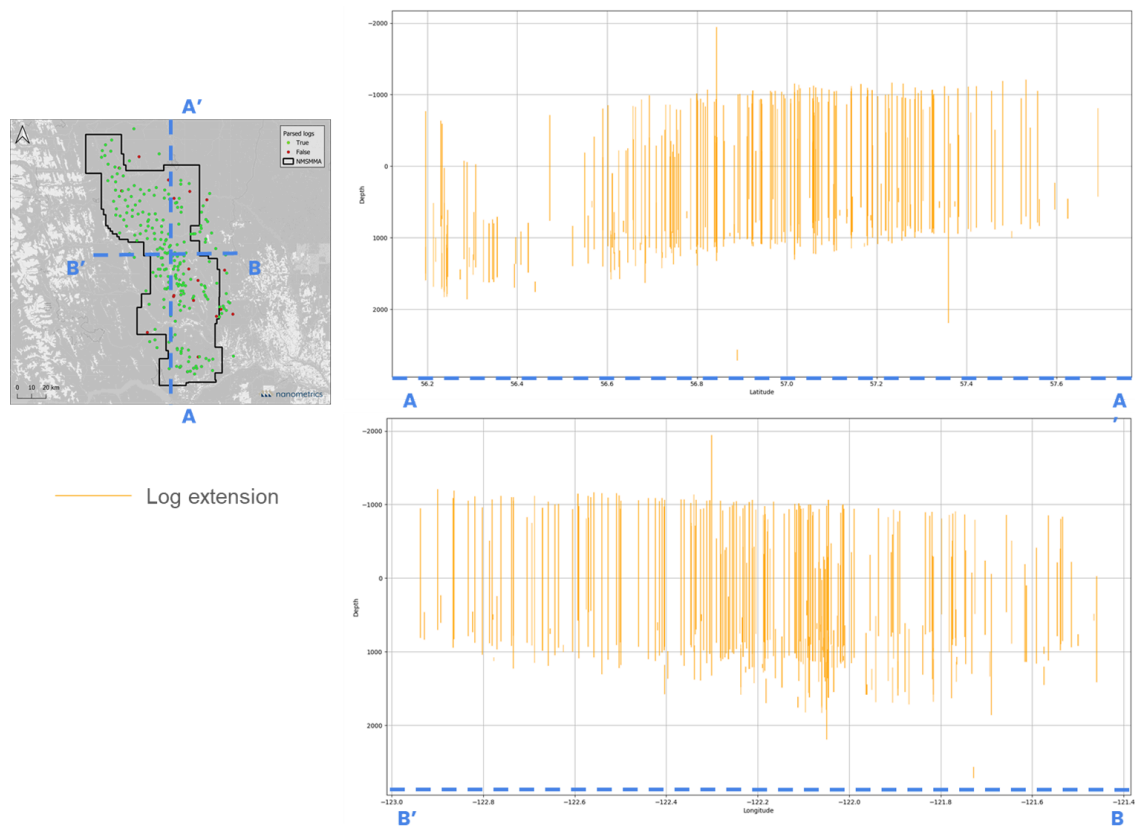 A’
Parsed logs
True
False
NMSMMA
B’
B
0 10 20 km
nanometrics
A
Log extension
−2000
−1000
0
1000
2000
Depth
56.2 56.4 56.6 56.8 57.0 57.2 57.4 57.6
Latitude
A
A
’
−2000
−1000
0
1000
2000
Depth
−123.0 −122.8 −122.6 −122.4 −122.2 −122.0 −121.8 −121.6 −121.4
Longitude
B’
B